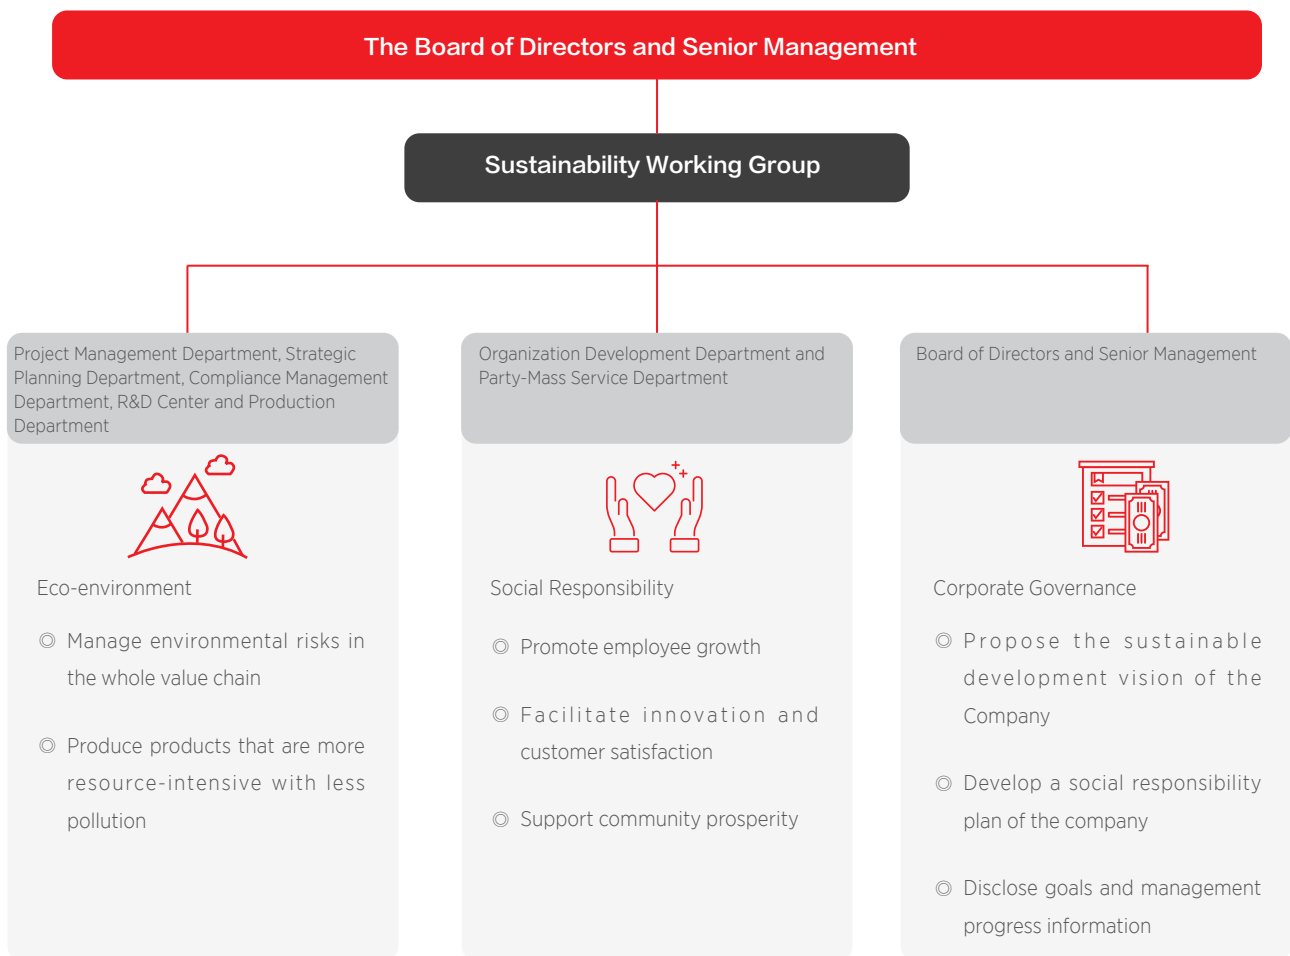 The Board of Directors and Senior Management
Sustainability Working Group
Project Management Department, Strategic
Planning Department, Compliance Management
Department, R&D Center and Production
Department
Eco-environment
◎ Manage environmental risks in
the whole value chain
◎ Produce products that are more
resource-intensive with less
pollution
Organization Development Department and
Party-Mass Service Department
Social Responsibility
◎ Promote employee growth
◎ Facilitate innovation and
customer satisfaction
◎ Support community prosperity
Board of Directors and Senior Management
Corporate Governance
◎ Propose the sustainable
development vision of the
Company
◎ Develop a social responsibility
plan of the company
◎ Disclose goals and management
progress information